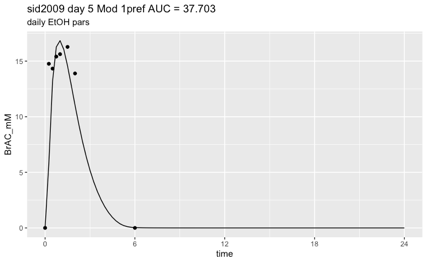 sid2009 day 5 Mod 1pref AUC = 37.703
daily EtOH pars
15
10
5
0
BrAC_mM
0
6
12
18
24
time